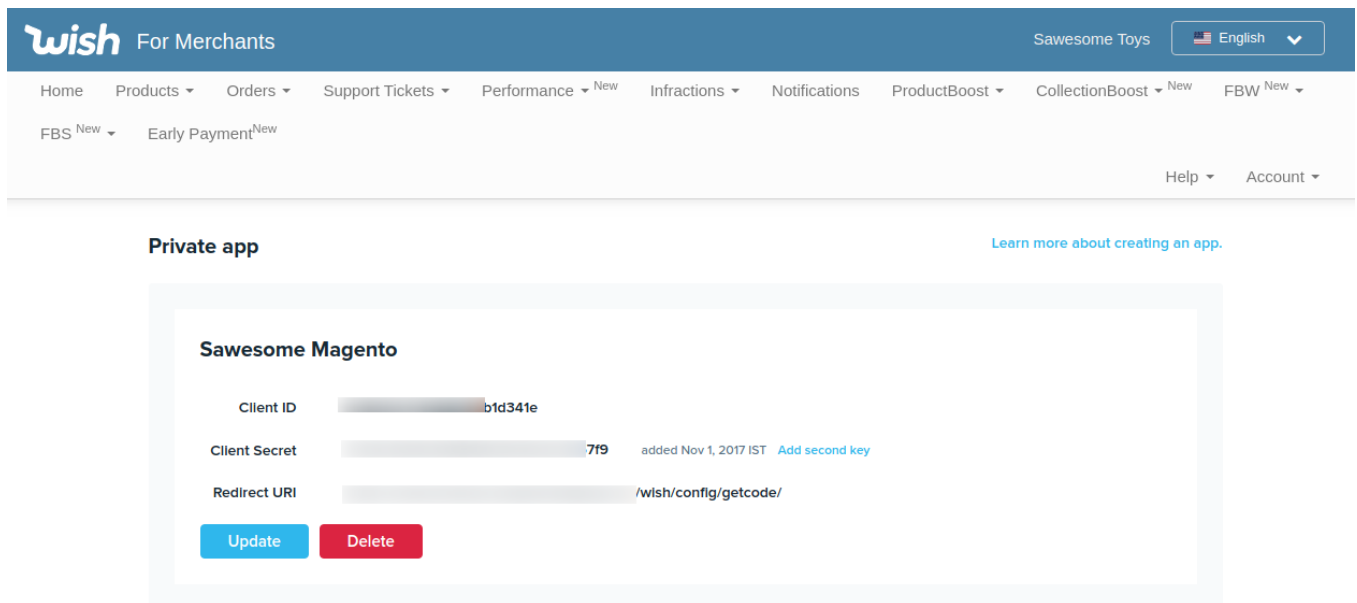 wish For Merchants Sawesome Toys English
Home Products Orders Support Tickets Performance New Infractions Notifications ProductBoost CollectionBoost New FBW New
FBS New Early Payment New
Help Account
Private app Learn more about creating an app.
Sawesome Magento
Client ID b1d341e
Client Secret 7f9 added Nov 1, 2017 IST Add second key
Redirect URI /wish/config/getcode/
Update Delete